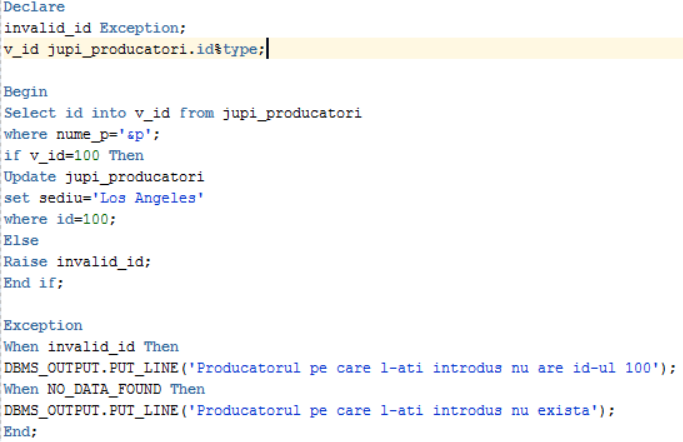 Declare
invalid_id Exception;
v_id jupi_producatori.id%type;
Begin
Select id into v_id from jupi_producatori
where nume_p='&p';
if v_id=100 Then
Update jupi_producatori
set sediu='Los Angeles'
where id=100;
Else
Raise invalid_id;
End if;
Exception
When invalid_id Then
DBMS_OUTPUT.PUT_LINE('Producatorul pe care l-ati introdus nu are id-ul 100');
When NO_DATA_FOUND Then
DBMS_OUTPUT.PUT_LINE('Producatorul pe care l-ati introdus nu exista');
End;